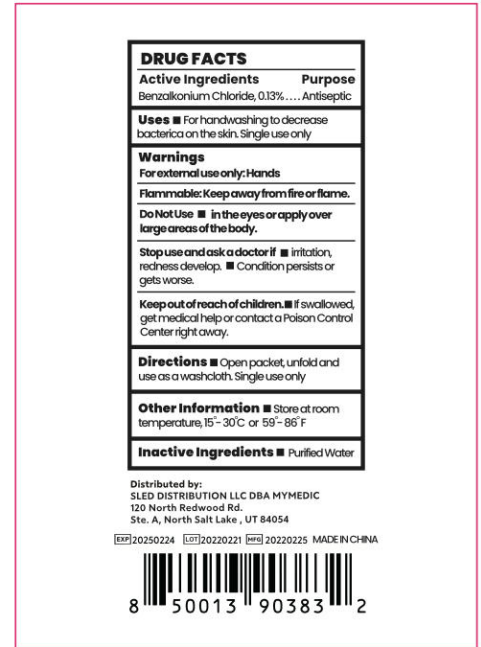 DRUG FACTS
Active Ingredients Purpose
Benzalkonium Chloride, 0.13% .... Antiseptic
Uses ■ For handwashing to decrease
bacterica on the skin. Single use only
Warnings
For external use only: Hands
Flammable: Keep away from fire or flame.
Do Not Use ■ in the eyes or apply over
large areas of the body.
Stop use and ask a doctor if ■ irritation,
redness develop. ■ Condition persists or
gets worse.
Keep out of reach of children. ■ If swallowed,
get medical help or contact a Poison Control
Center right away.
Directions ■ Open packet, unfold and
use as a washcloth. Single use only
Other Information ■ Store at room
temperature, 15°- 30°C or 59°- 86°F
Inactive Ingredients ■ Purified Water
Distributed by:
SLED DISTRIBUTION LLC DBA MYMEDIC
120 North Redwood Rd.
Ste. A, North Salt Lake , UT 84054
EXP 20250224 LOT 20220221 MFG 20220225 MADE IN CHINA
8 50013 90383 2